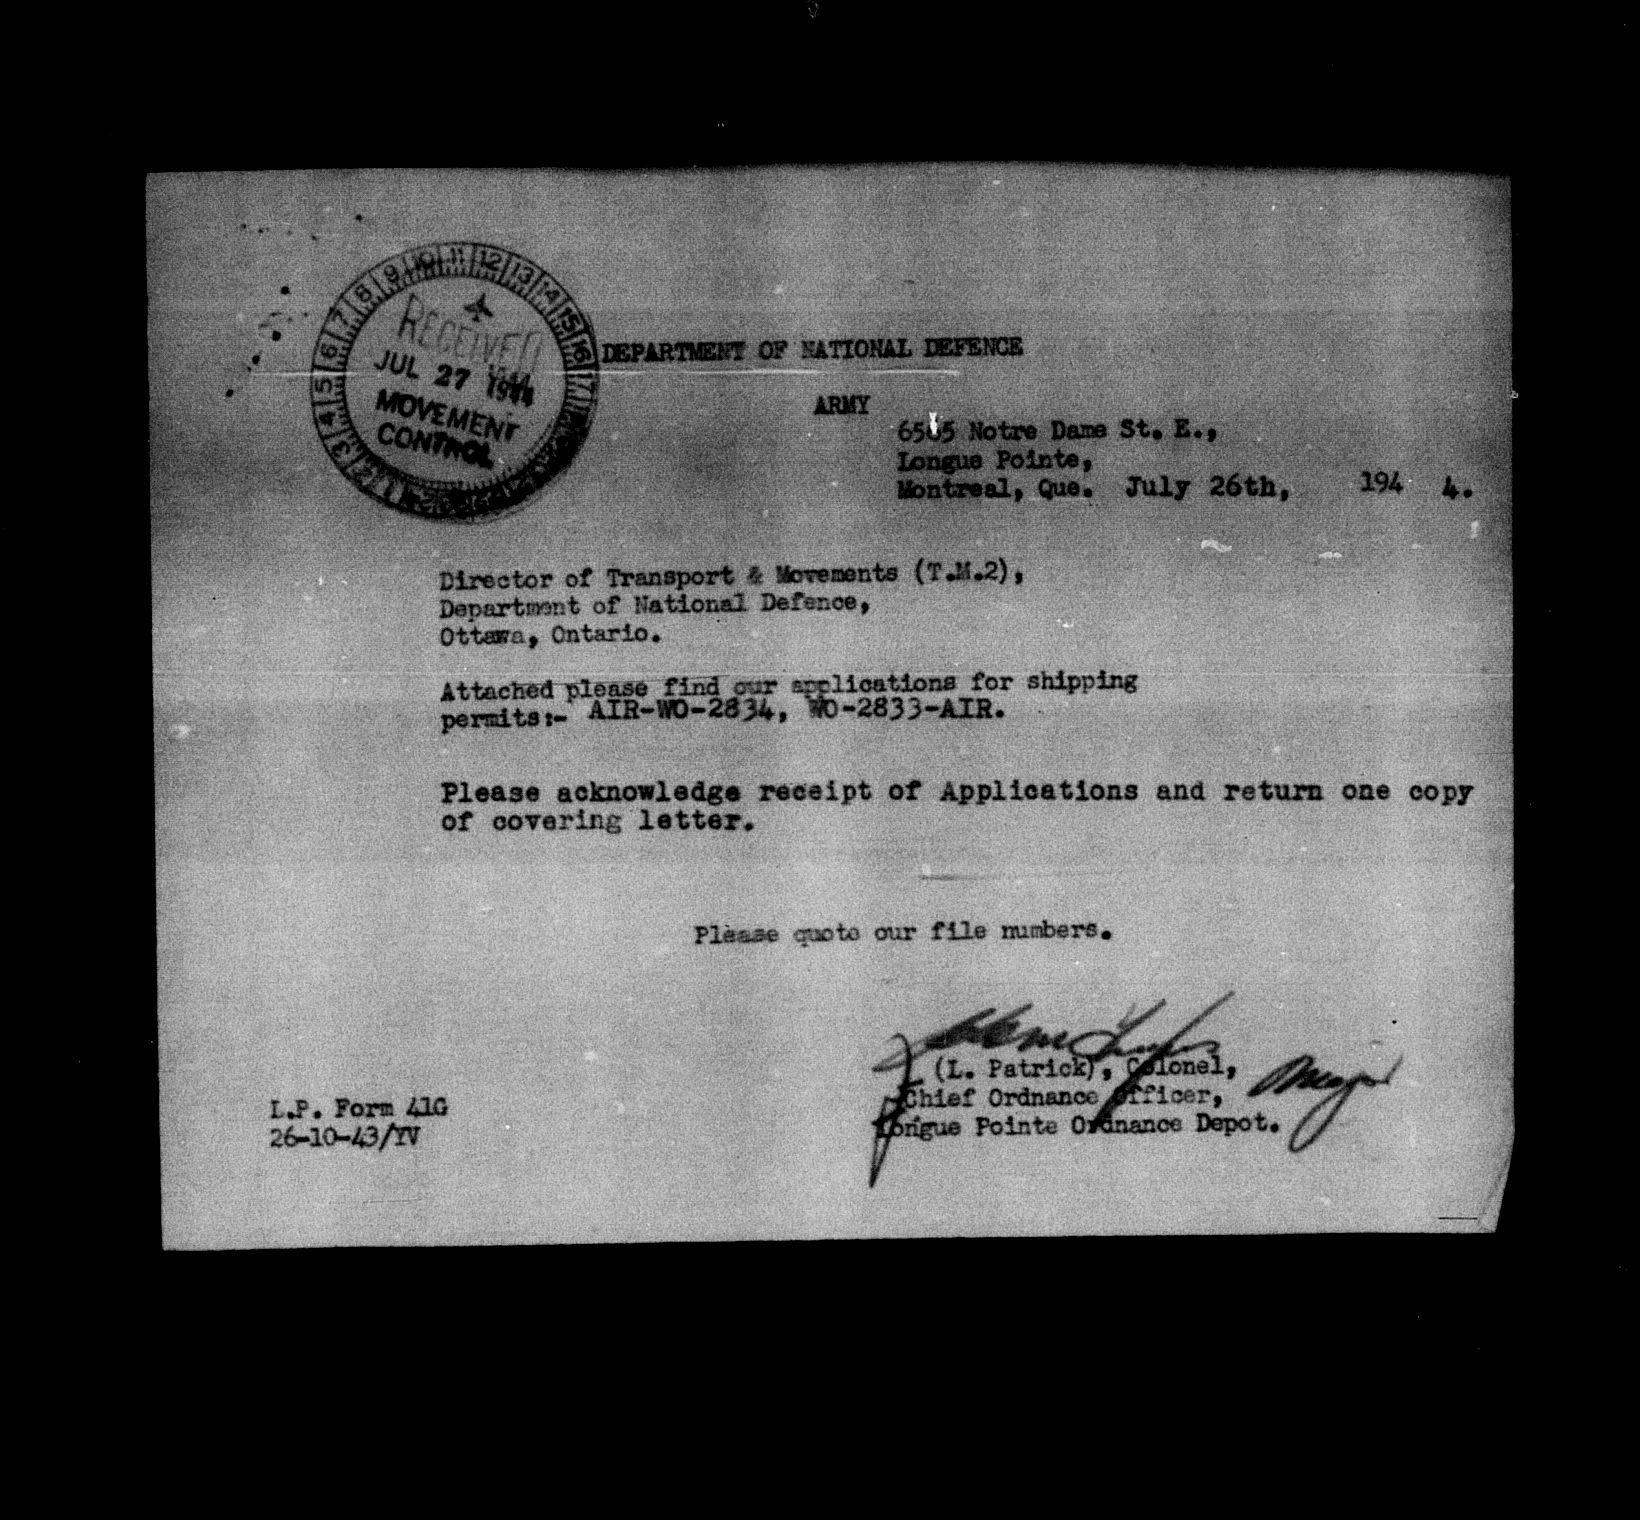 RECEIVED
JUL 27 1944
MOVEMENT
CONTROL
DEPARTMENT OF NATIONAL DEFENCE
ARMY
6565 Notre Dame St. E.,
Longue Pointe,
Montreal, Que. July 26th, 194 4.
Director of Transport & Movements (T.M.2),
Department of National Defence,
Ottawa, Ontario.
Attached please find our applications for shipping
permits:- AIR-WO-2834, WO-2833-AIR.
Please acknowledge receipt of Applications and return one copy
of covering letter.
Please quote our file numbers.
(L. Patrick), Colonel,
Major
Chief Ordnance Officer,
Longue Pointe Ordnance Depot.
L.P. Form 41G
26-10-43/YV